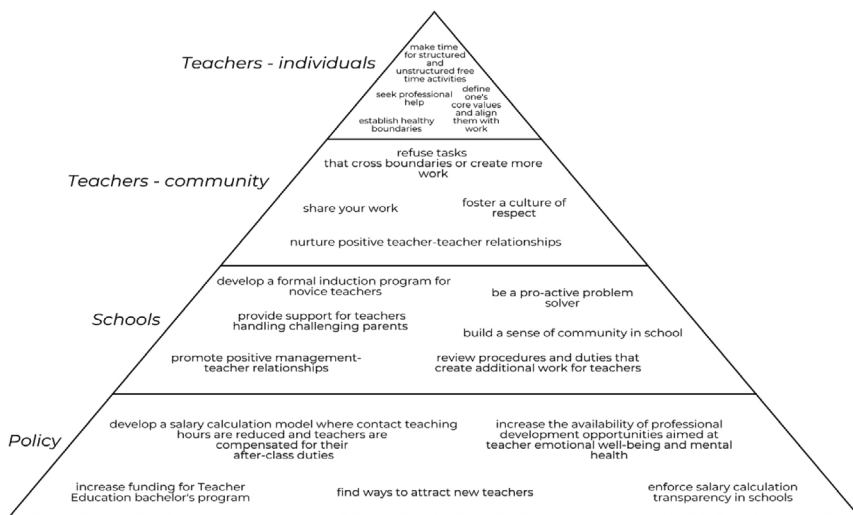 Teachers - individuals
make time
for structured
and
unstructured free
time activities
seek professional
help
define
one's
core values
and align
them with
work
establish healthy
boundaries
Teachers - community
refuse tasks
that cross boundaries or create more
work
share your work
foster a culture of
respect
nurture positive teacher-teacher relationships
Schools
develop a formal induction program for
novice teachers
be a pro-active problem
solver
provide support for teachers
handling challenging parents
build a sense of community in school
promote positive management-
teacher relationships
review procedures and duties that
create additional work for teachers
Policy
develop a salary calculation model where contact teaching
hours are reduced and teachers are
compensated for their
after-class duties
increase the availability of professional
development opportunities aimed at
teacher emotional well-being and mental
health
increase funding for Teacher
Education bachelor's program
find ways to attract new teachers
enforce salary calculation
transparency in schools